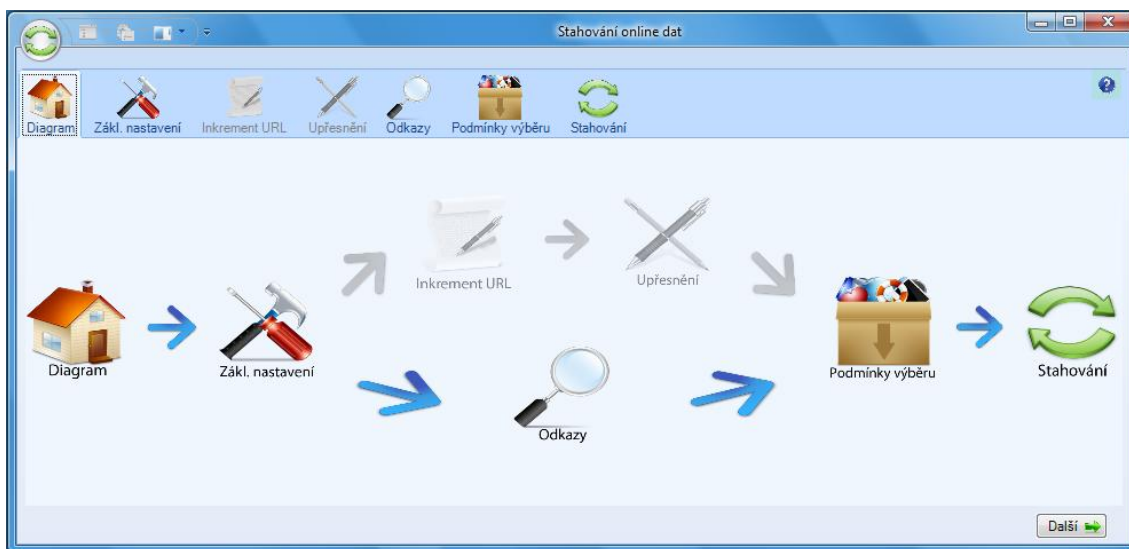 Stahování online dat
Diagram
Zákl. nastavení
Inkrement URL
Upřesnění
Odkazy
Podmínky výběru
Stahování
Inkrement URL
Upřesnění
Diagram
Zákl. nastavení
Odkazy
Podmínky výběru
Stahování
Další